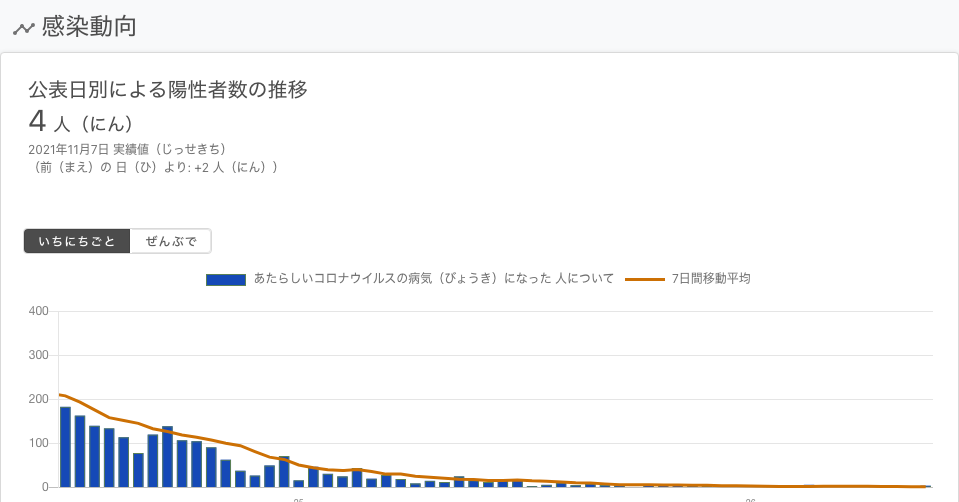 感染動向
公表日別による陽性者数の推移
4 人（にん）
2021年11月7日 実績値（じっせきち）
（前（まえ）の 日（ひ）より: +2 人（にん））
いちにちごと ぜんぶで
あたらしいコロナウイルスの病気（びょうき）になった 人について 7日間移動平均
400
300
200
100
0